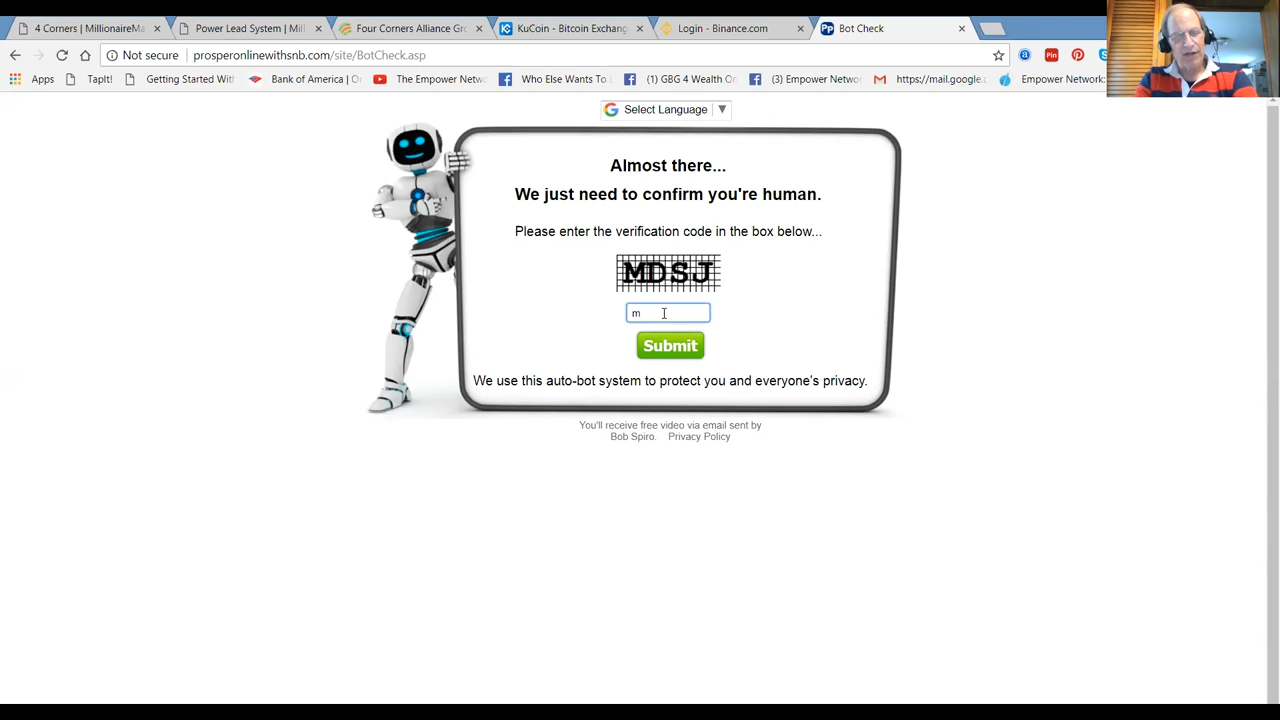 4 Corners | MillionaireMa
Power Lead System | Mill
Four Corners Alliance Gro
KuCoin - Bitcoin Exchang
Login - Binance.com
Bot Check
Not secure
prosperonlinewithsnb.com/site/BotCheck.asp
Apps
TapIt!
Getting Started With
Bank of America | O
The Empower Netw
Who Else Wants To
(1) GBG 4 Wealth On
(3) Empower Networ
https://mail.google.c
Empower Network:
Select Language
Almost there...
We just need to confirm you're human.
Please enter the verification code in the box below...
MDSJ
m
Submit
We use this auto-bot system to protect you and everyone's privacy.
You'll receive free video via email sent by
Bob Spiro. Privacy Policy